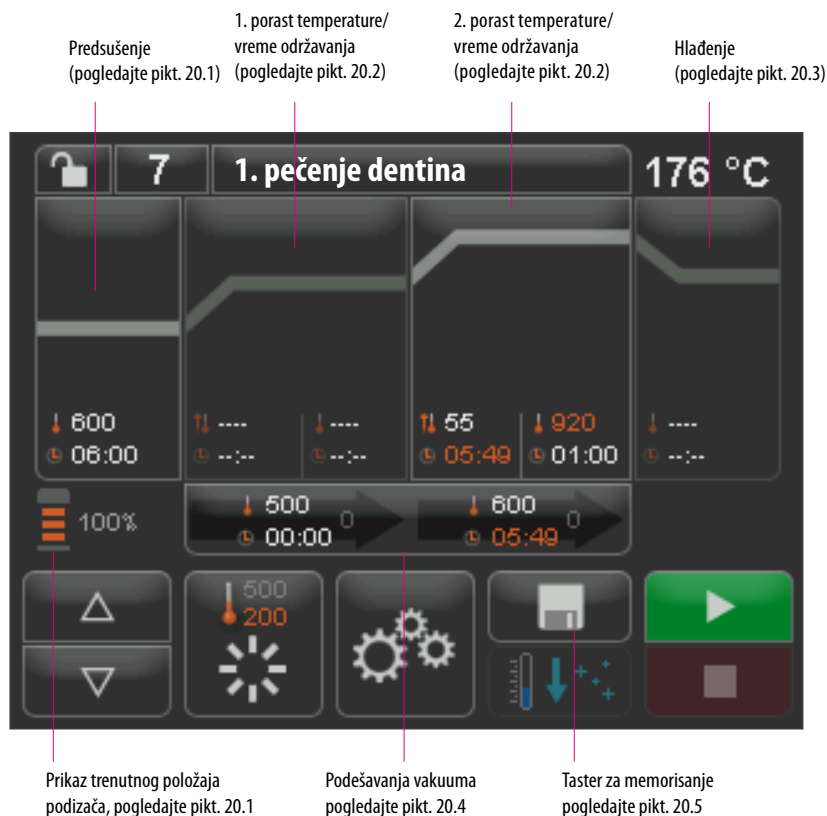 Predsušenje
(pogledajte pikt. 20.1)
1. porast temperature/
vreme održavanja
(pogledajte pikt. 20.2)
2. porast temperature/
vreme održavanja
(pogledajte pikt. 20.2)
Hlađenje
(pogledajte pikt. 20.3)
7 1. pečenje dentina 176 °C
600 ---- ---- 55 920 ----
06:00 --:-- --:-- 05:49 01:00 --:--
100%
500 0 600 0
00:00 05:49
500
200
Prikaz trenutnog položaja
podizača, pogledajte pikt. 20.1
Podešavanja vakuuma
pogledajte pikt. 20.4
Taster za memorisanje
pogledajte pikt. 20.5